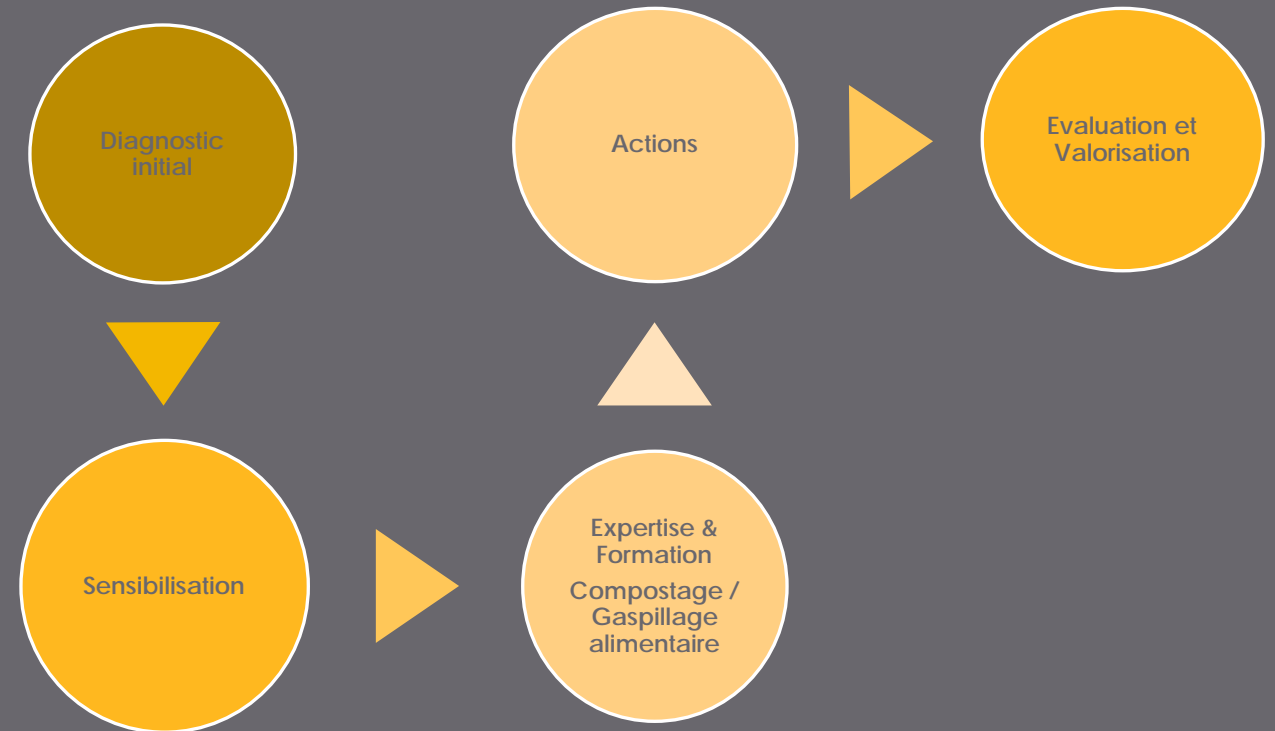 Diagnostic
initial
Sensibilisation
Expertise &
Formation
Compostage /
Gaspillage
alimentaire
Actions
Evaluation et
Valorisation